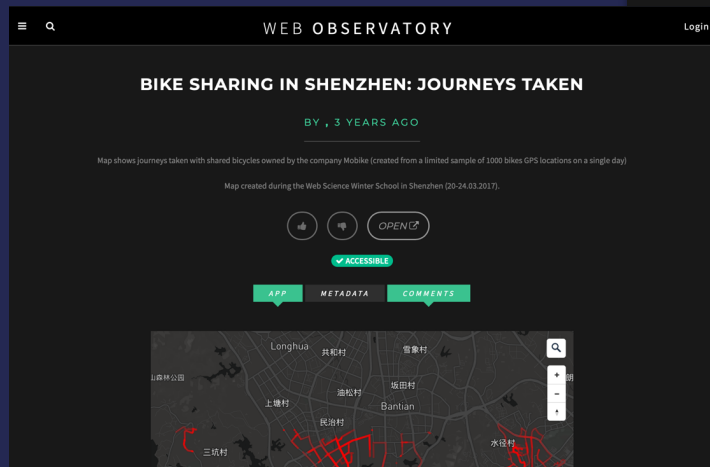 WEB OBSERVATORY
Login
BIKE SHARING IN SHENZHEN: JOURNEYS TAKEN
BY , 3 YEARS AGO
Map shows journeys taken with shared bicycles owned by the company Mobike (created from a limited sample of 1000 bikes GPS locations on a single day)
Map created during the Web Science Winter School in Shenzhen (20-24.03.2017).
OPEN
ACCESSIBLE
APP
METADATA
COMMENTS
Longhua
共和村
雪象村
山森林公园
坂田村
油松村
上塘村
Bantian
民治村
水径村
三坑村